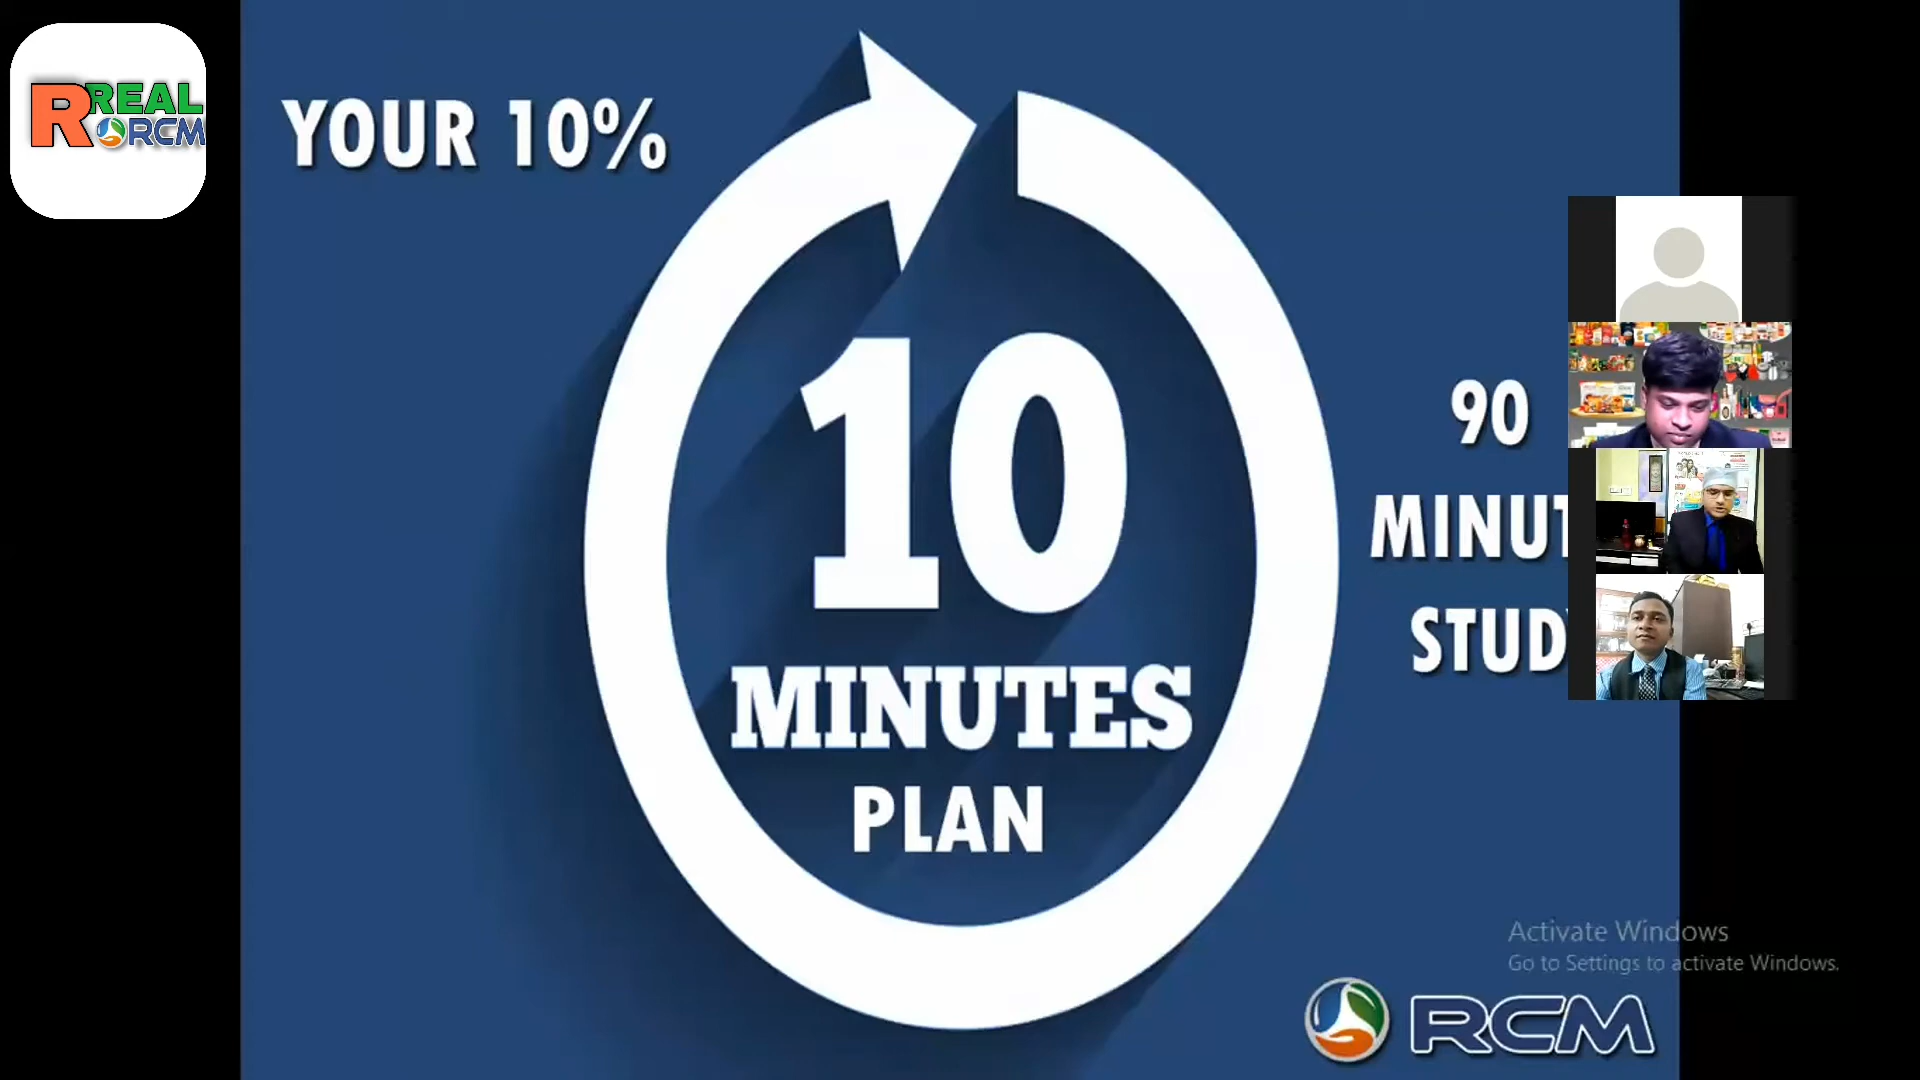 REAL
RCM
YOUR 10%
10
MINUTES
PLAN
90
MINUT
STUD
Activate Windows
Go to Settings to activate Windows.
RCM